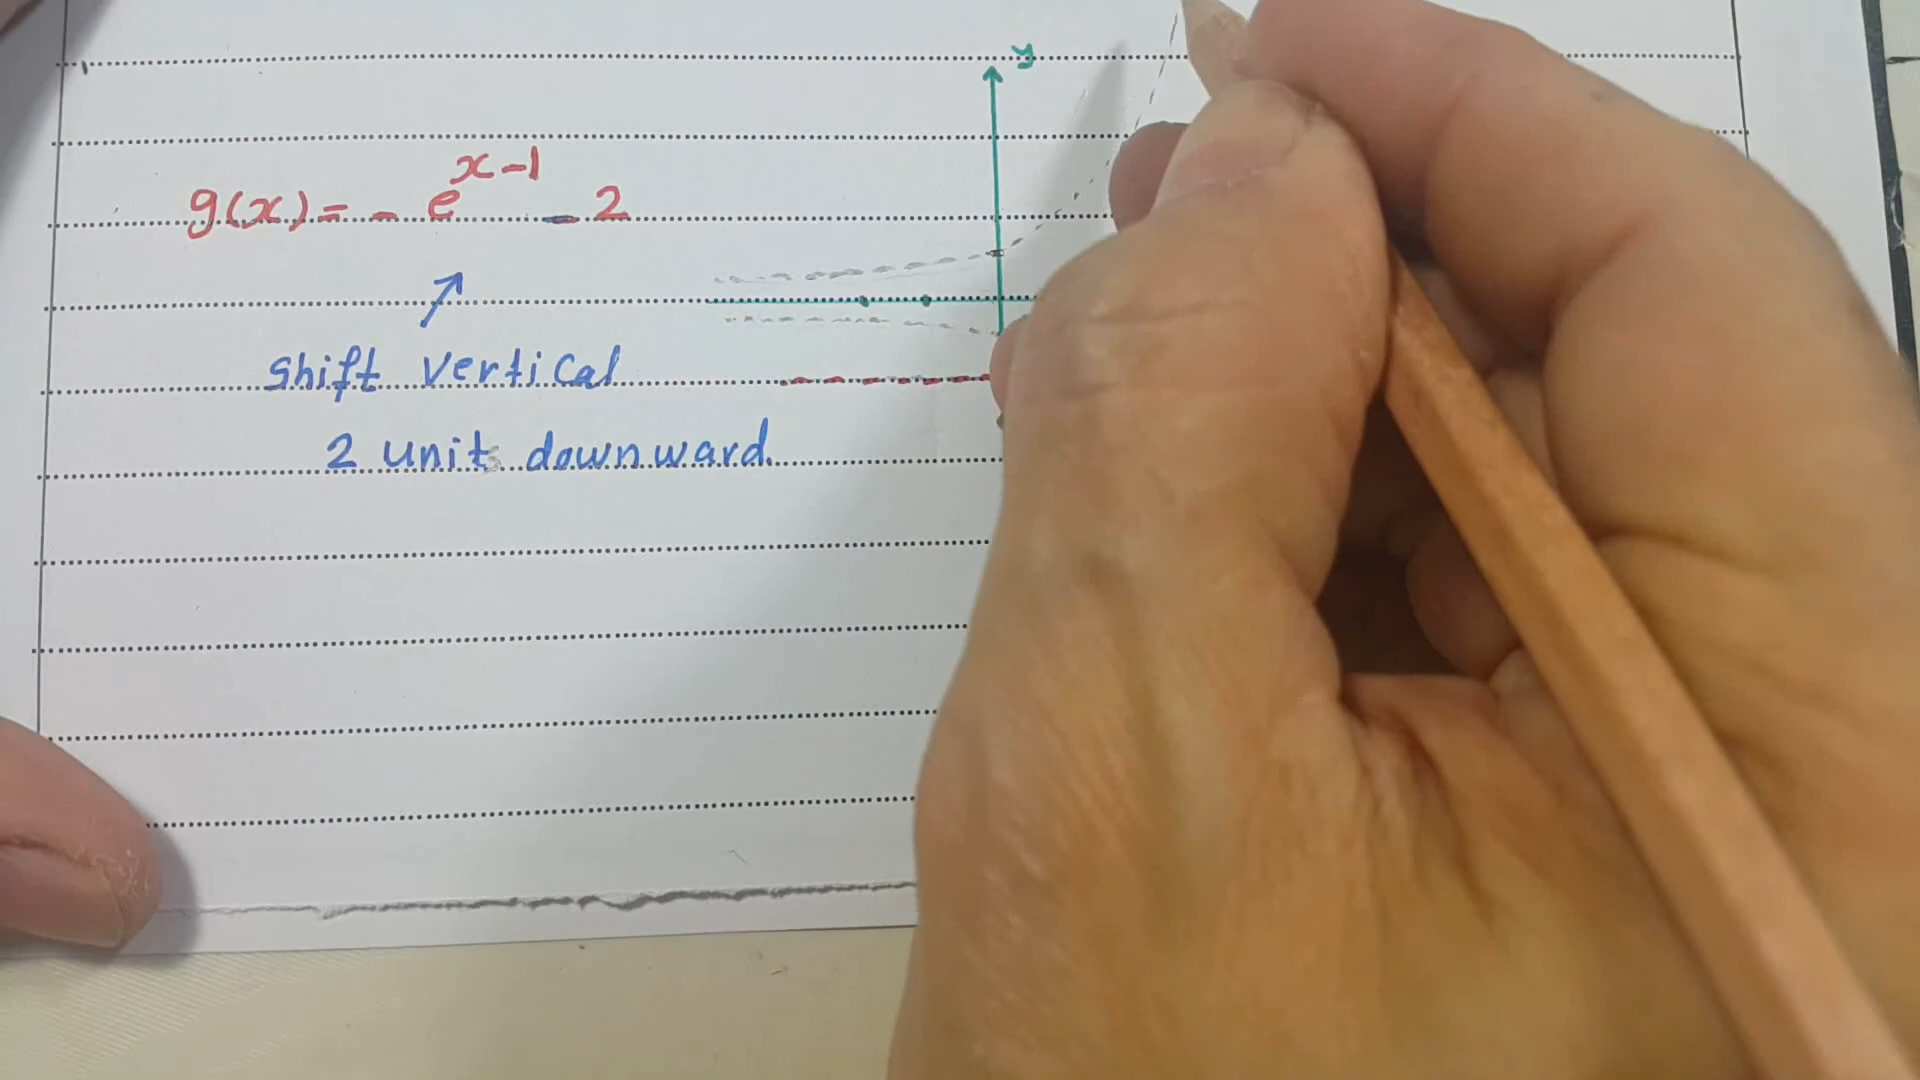 y
g(x) = - e^{x-1} - 2
shift vertical
2 unit downward.